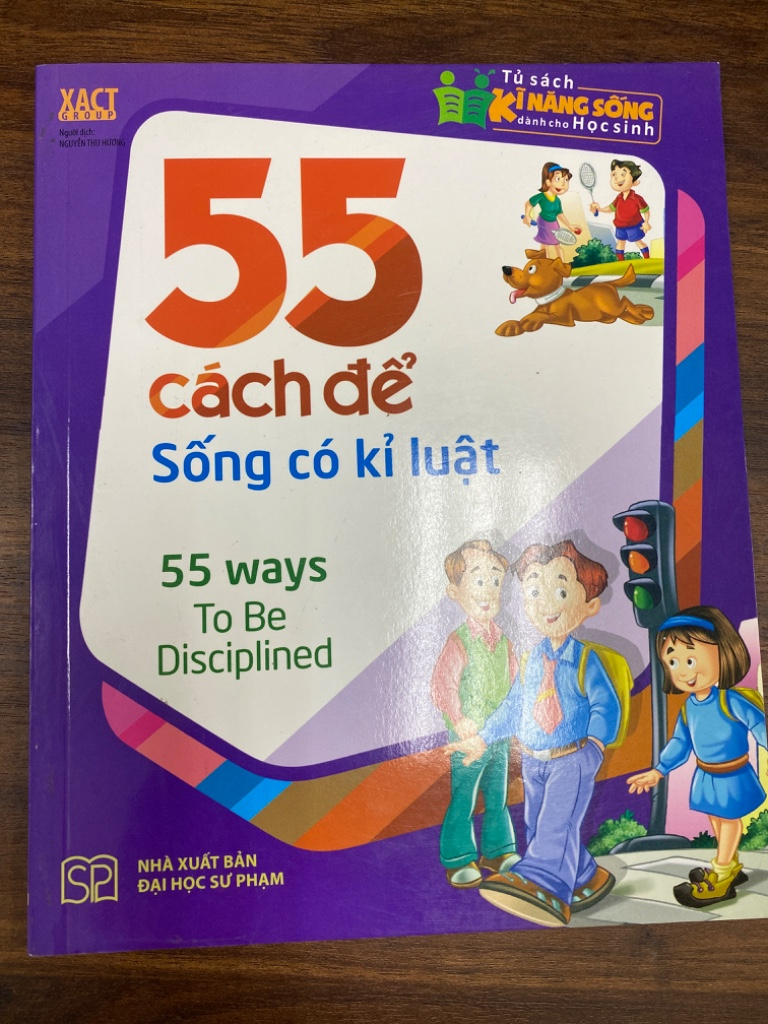 XACT
GROUP
Người dịch:
NGUYỄN THU HƯƠNG
Tủ sách
KĨ NĂNG SỐNG
dành cho Học sinh
55
cách để
Sống có kỉ luật
55 ways
To Be
Disciplined
SP
NHÀ XUẤT BẢN
ĐẠI HỌC SƯ PHẠM